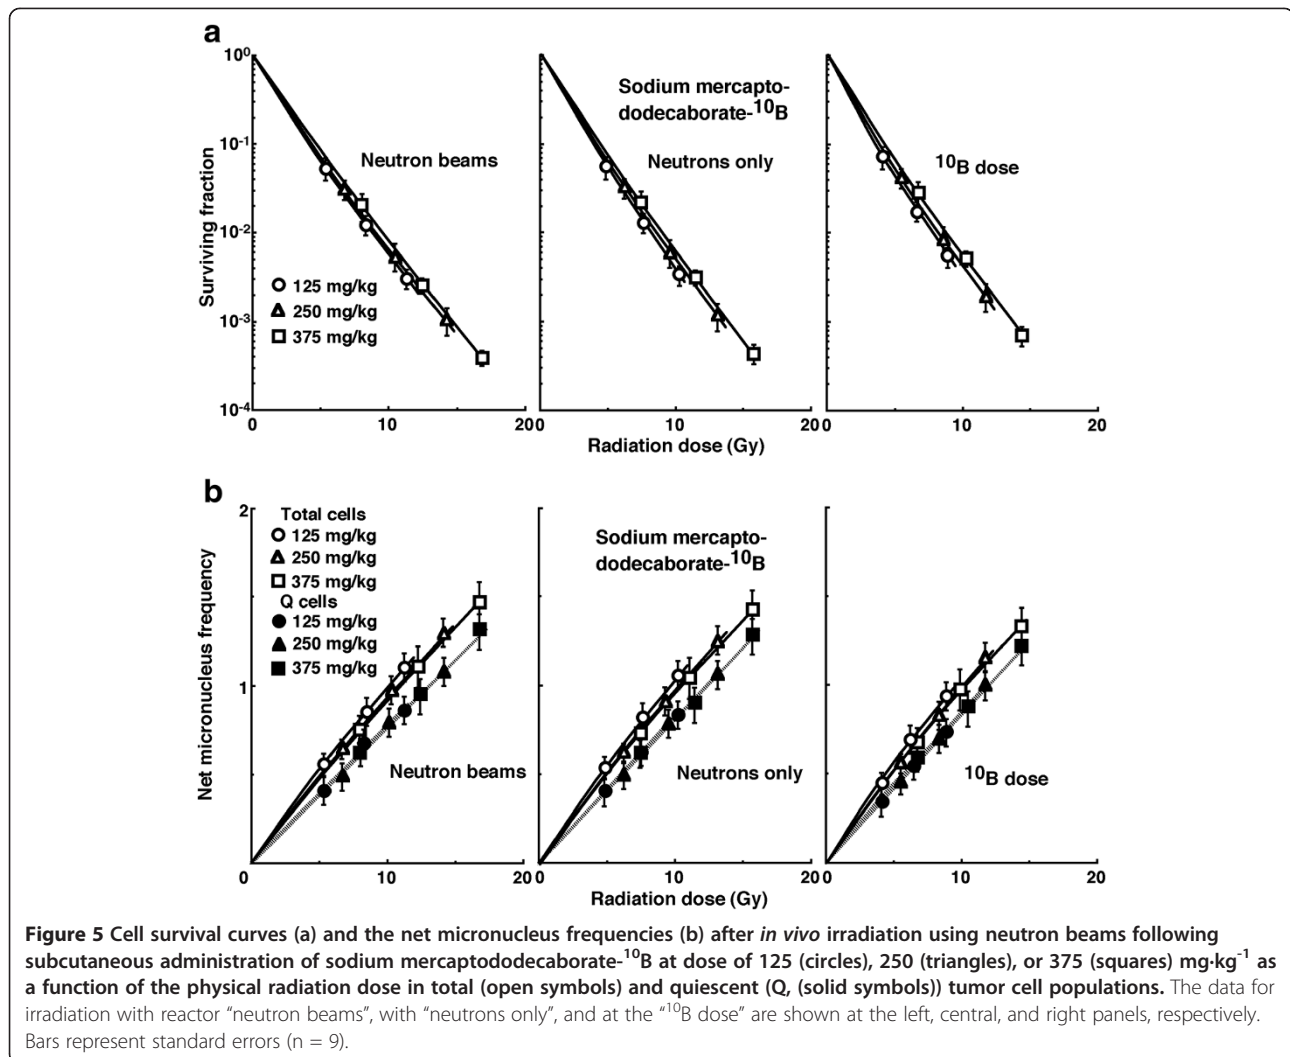 a
10⁰
10⁻¹
10⁻²
10⁻³
10⁻⁴
Surviving fraction
Neutron beams
125 mg/kg
250 mg/kg
375 mg/kg
Sodium mercapto-
dodecaborate-¹⁰B
Neutrons only
¹⁰B dose
0 10 20 0 10 20 0 10 20
Radiation dose (Gy)
b
2
1
0
Net micronucleus frequency
Total cells
125 mg/kg
250 mg/kg
375 mg/kg
Q cells
125 mg/kg
250 mg/kg
375 mg/kg
Neutron beams
Sodium mercapto-
dodecaborate-¹⁰B
Neutrons only
¹⁰B dose
0 10 20 0 10 20 0 10 20
Radiation dose (Gy)
Figure 5 Cell survival curves (a) and the net micronucleus frequencies (b) after in vivo irradiation using neutron beams following
subcutaneous administration of sodium mercaptododecaborate-¹⁰B at dose of 125 (circles), 250 (triangles), or 375 (squares) mg·kg⁻¹ as
a function of the physical radiation dose in total (open symbols) and quiescent (Q, (solid symbols)) tumor cell populations. The data for
irradiation with reactor “neutron beams”, with “neutrons only”, and at the “¹⁰B dose” are shown at the left, central, and right panels, respectively.
Bars represent standard errors (n = 9).